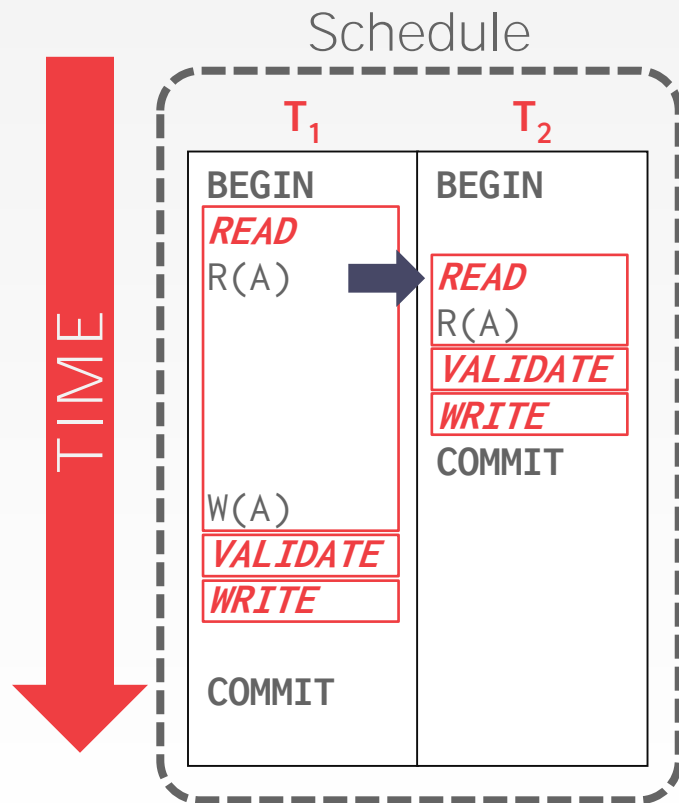 Schedule
TIME
T₁ T₂
BEGIN BEGIN
READ
R(A) READ
R(A)
VALIDATE
WRITE
COMMIT
W(A)
VALIDATE
WRITE
COMMIT